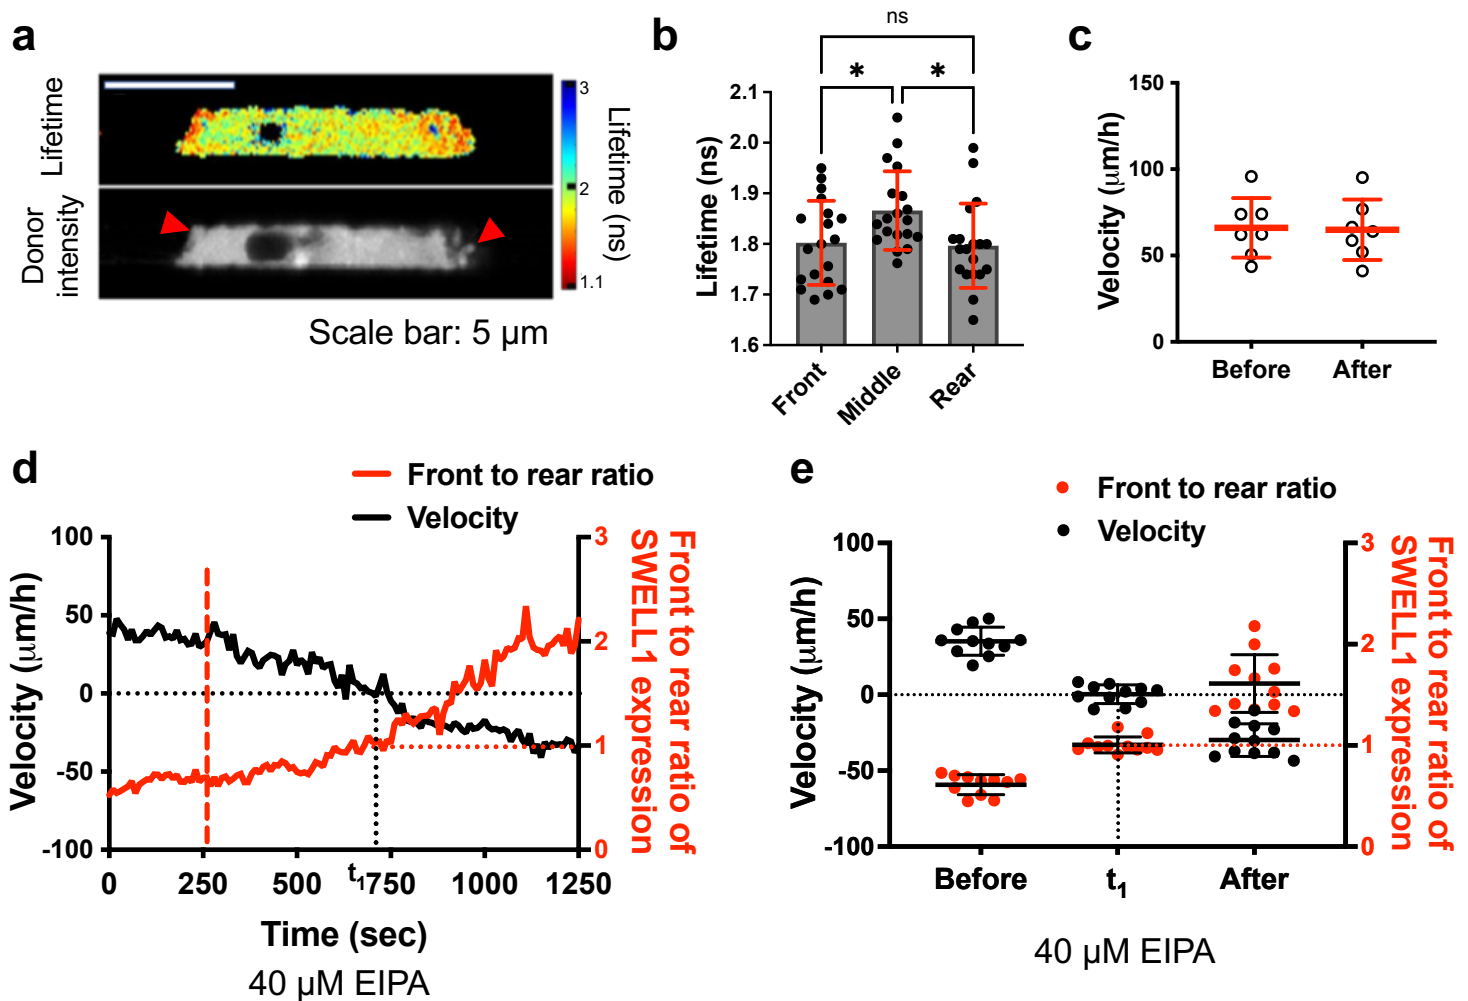 a
Lifetime
Donor
intensity
3
2
1.1
Lifetime (ns)
Scale bar: 5 μm
b
ns
*
*
Lifetime (ns)
2.1
2.0
1.9
1.8
1.7
1.6
Front
Middle
Rear
c
Velocity (μm/h)
150
100
50
0
Before
After
d
Front to rear ratio
Velocity
Velocity (μm/h)
100
50
0
-50
-100
3
2
1
0
Front to rear ratio of
SWELL1 expression
0
250
500
t1
750
1000
1250
Time (sec)
40 μM EIPA
e
Front to rear ratio
Velocity
Velocity (μm/h)
100
50
0
-50
-100
3
2
1
0
Front to rear ratio of
SWELL1 expression
Before
t1
After
40 μM EIPA